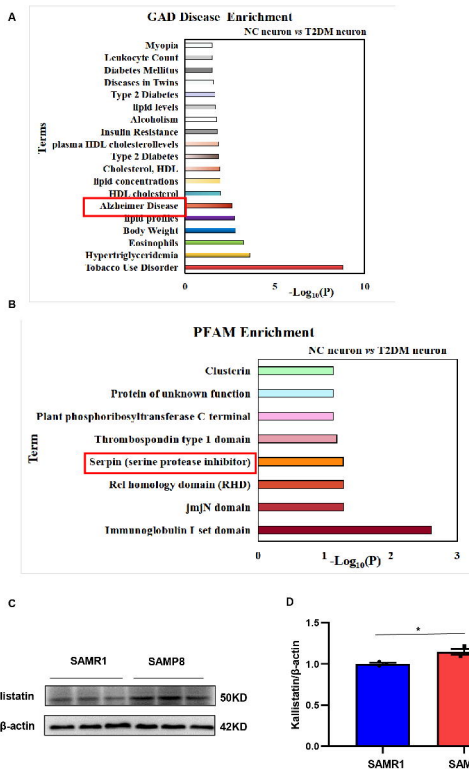 A
GAD Disease Enrichment
NC neuron vs T2DM neuron
Terms
Myopia
Leukocyte Count
Diabetes Mellitus
Diseases in Twins
Type 2 Diabetes
lipid levels
Alcoholism
Insulin Resistance
plasma HDL cholesterollevels
Type 2 Diabetes
Cholesterol, HDL
lipid concentrations
HDL cholesterol
Alzheimer Disease
lipid profiles
Body Weight
Eosinophils
Hypertriglyceridemia
Tobacco Use Disorder
0 5 10
-Log10(P)
B
PFAM Enrichment
NC neuron vs T2DM neuron
Term
Clusterin
Protein of unknown function
Plant phosphoribosyltransferase C terminal
Thrombospondin type 1 domain
Serpin (serine protease inhibitor)
Rel homology domain (RHD)
jmjN domain
Immunoglobulin I set domain
0 1 2 3
-Log10(P)
C
SAMR1 SAMP8
listatin 50KD
β-actin 42KD
D
Kallistatin/β-actin
1.5
1.0
0.5
0.0
*
SAMR1 SAM